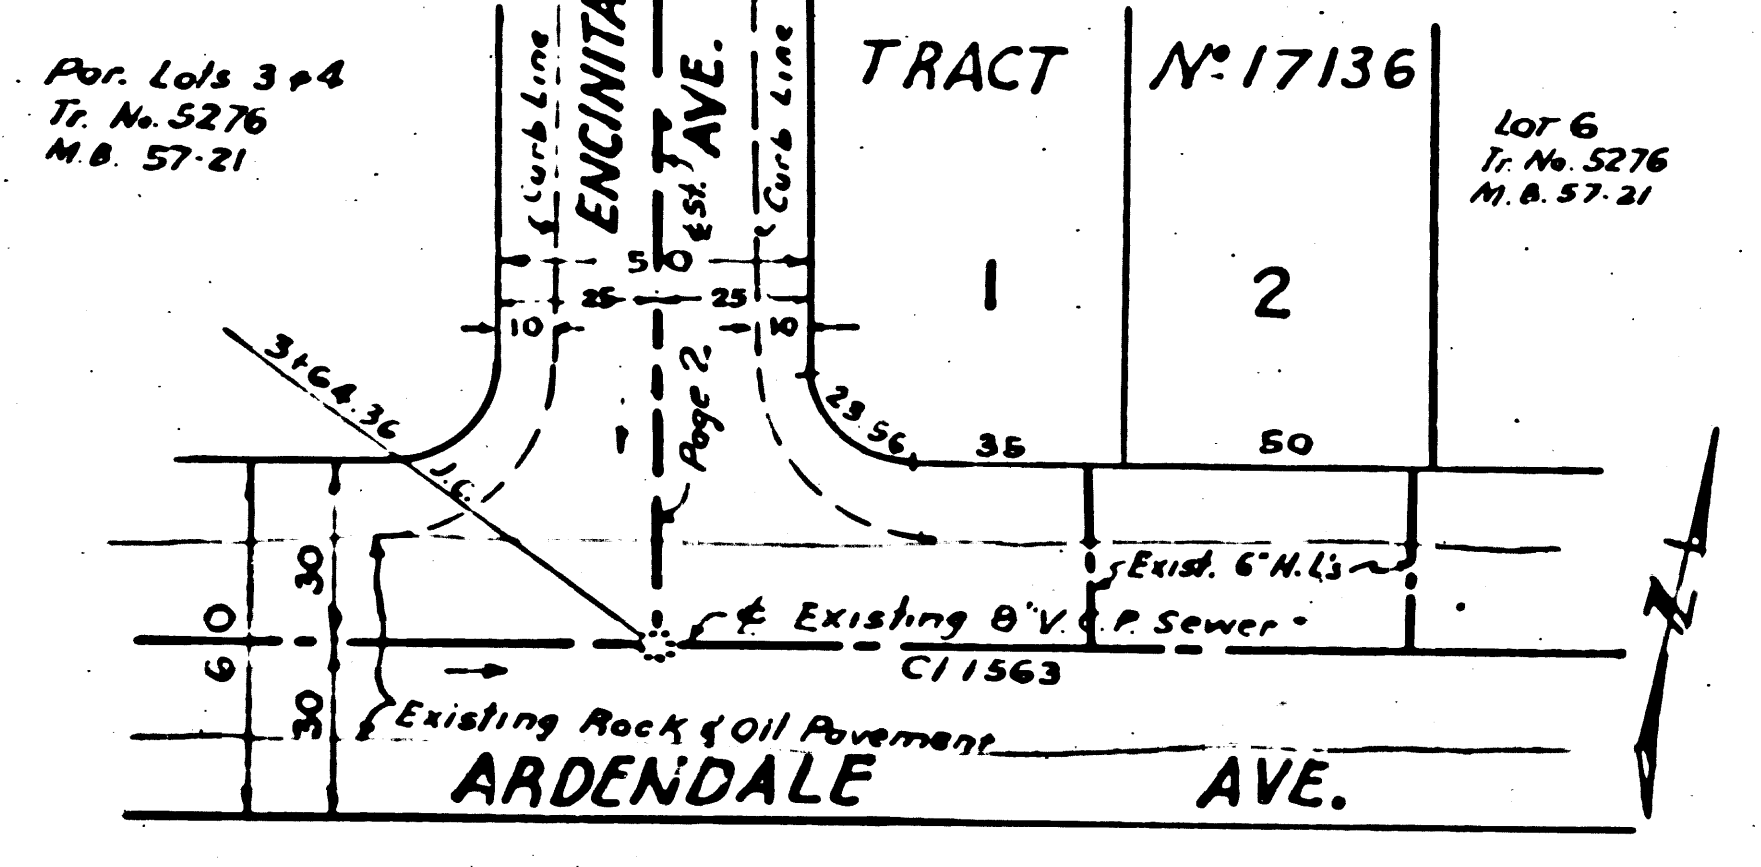 Por. Lots 3 & 4
Tr. No. 5276
M.B. 57-21
Curb Line
ENCINITA
AVE.
℄ St.
Curb Line
TRACT Nº 17136
LOT 6
Tr. No. 5276
M.B. 57-21
50
25 25
10 10
1
2
3+64.36
J.C.
Page 2.
23.56
35
50
30
60
30
Exist. 6" H.L's
℄ Existing 8" V.C.P. Sewer
CI 1563
Existing Rock & Oil Pavement
ARDENDALE AVE.
N